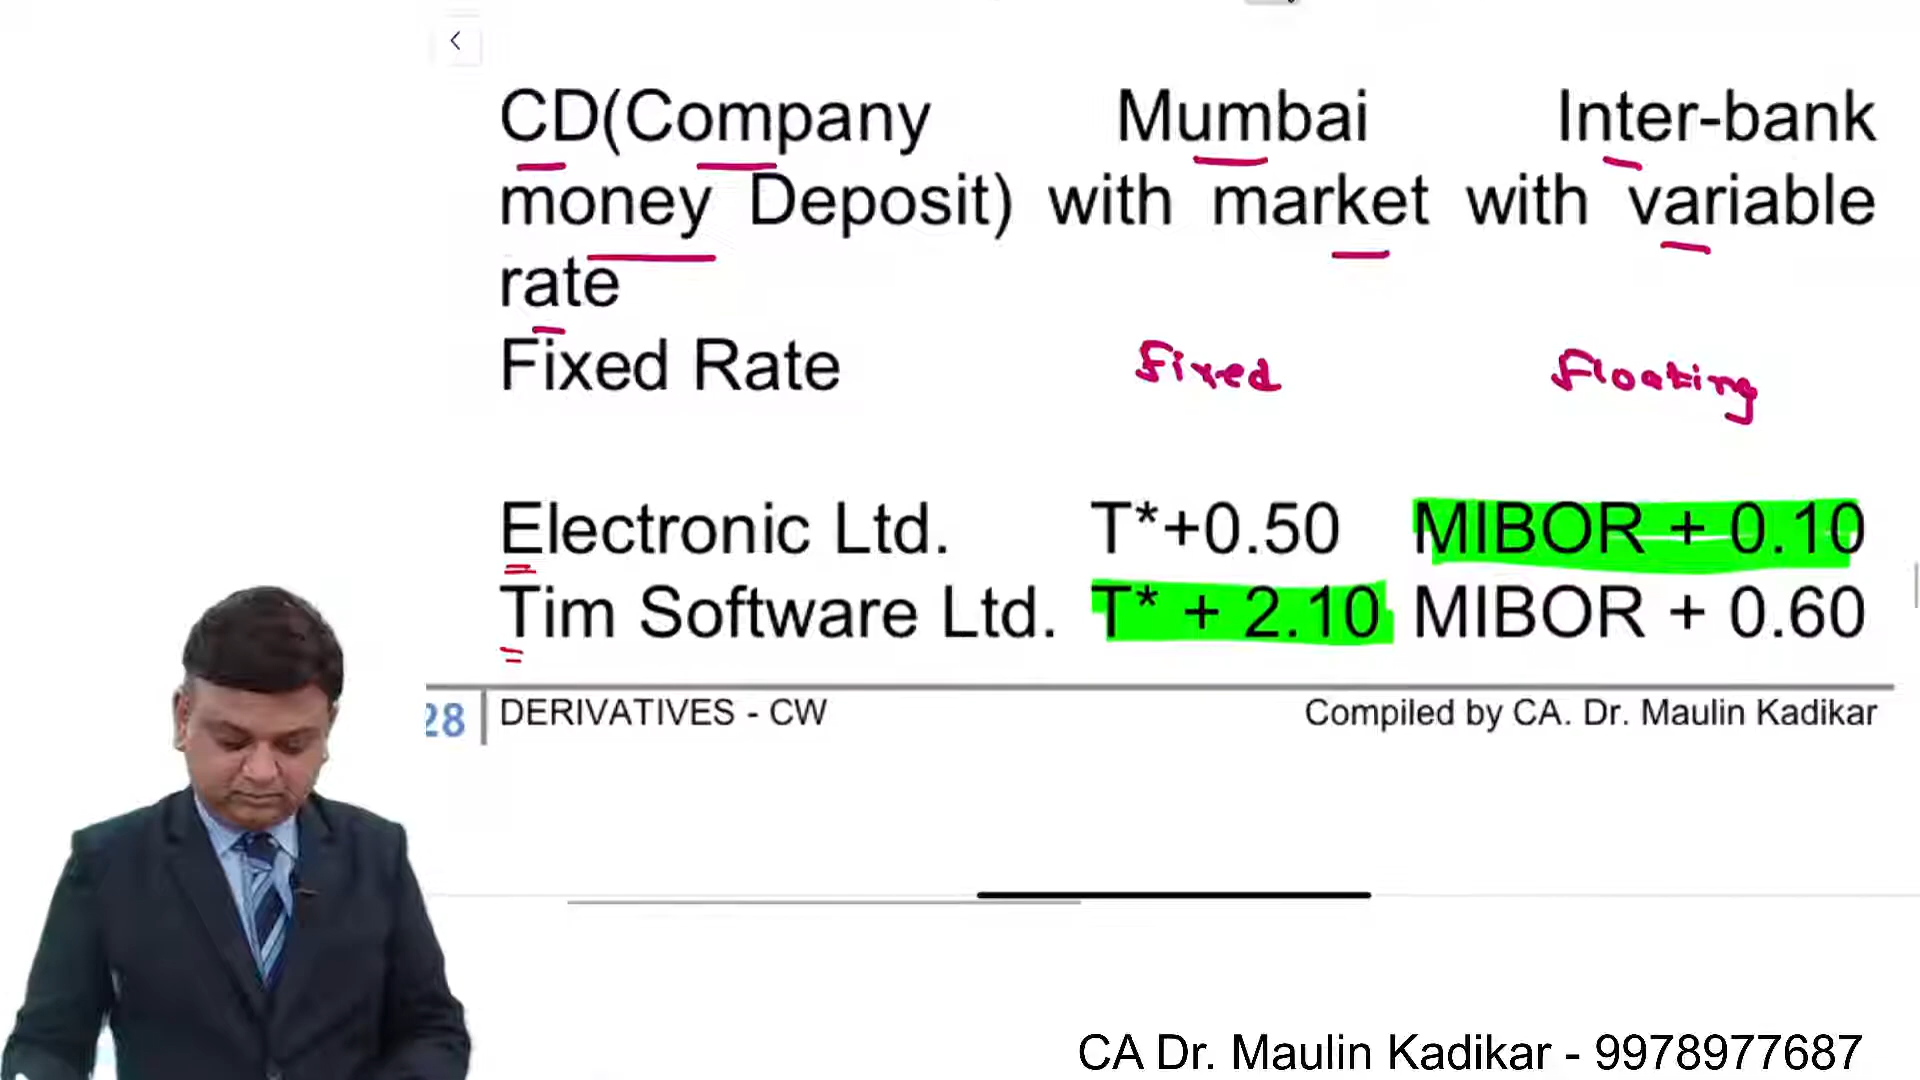 CD(Company Mumbai Inter-bank
money Deposit) with market with variable
rate
Fixed Rate Fixed Floating
Electronic Ltd. T*+0.50 MIBOR + 0.10
Tim Software Ltd. T* + 2.10 MIBOR + 0.60
28 DERIVATIVES - CW Compiled by CA. Dr. Maulin Kadikar
CA Dr. Maulin Kadikar - 9978977687